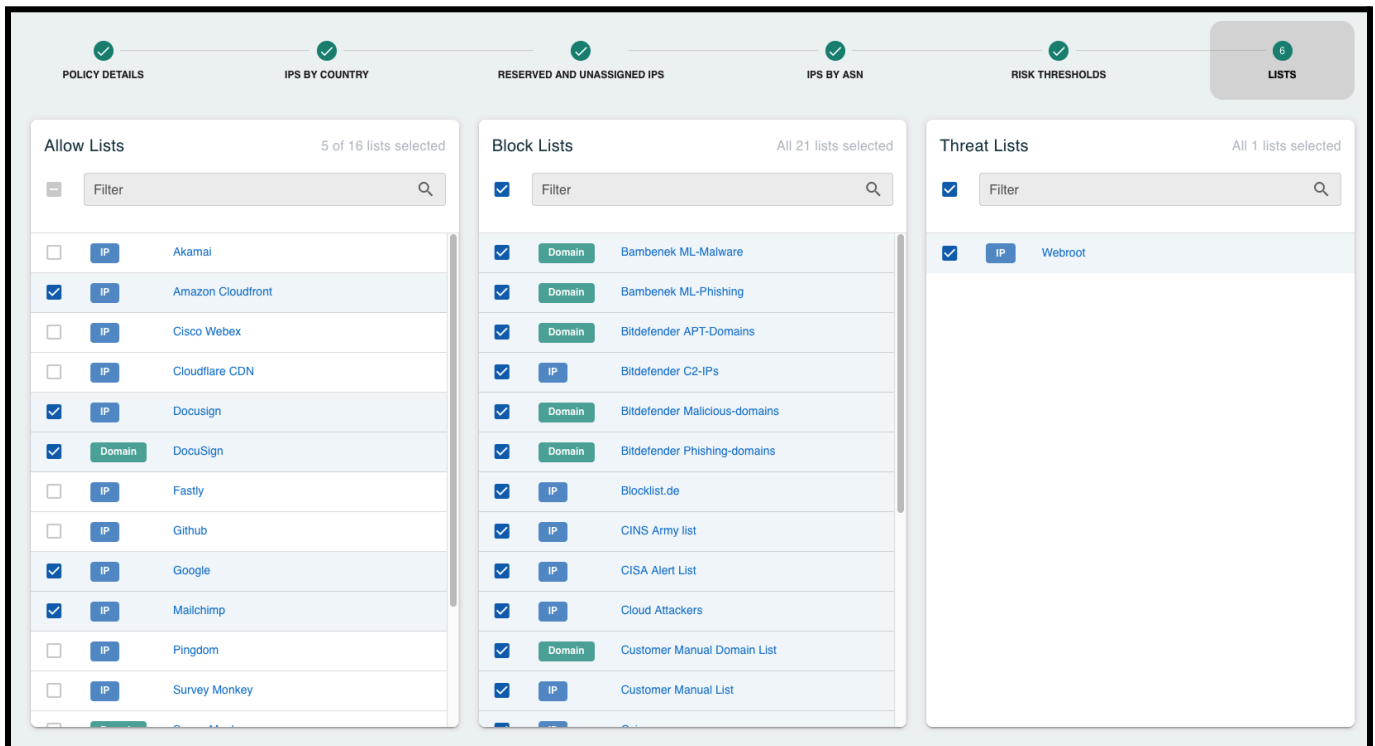 POLICY DETAILS
IPS BY COUNTRY
RESERVED AND UNASSIGNED IPS
IPS BY ASN
RISK THRESHOLDS
6
LISTS
Allow Lists 5 of 16 lists selected
Filter
IP Akamai
IP Amazon Cloudfront
IP Cisco Webex
IP Cloudflare CDN
IP Docusign
Domain DocuSign
IP Fastly
IP Github
IP Google
IP Mailchimp
IP Pingdom
IP Survey Monkey
Block Lists All 21 lists selected
Filter
Domain Bambenek ML-Malware
Domain Bambenek ML-Phishing
Domain Bitdefender APT-Domains
IP Bitdefender C2-IPs
Domain Bitdefender Malicious-domains
Domain Bitdefender Phishing-domains
IP Blocklist.de
IP CINS Army list
IP CISA Alert List
IP Cloud Attackers
Domain Customer Manual Domain List
IP Customer Manual List
Threat Lists All 1 lists selected
Filter
IP Webroot